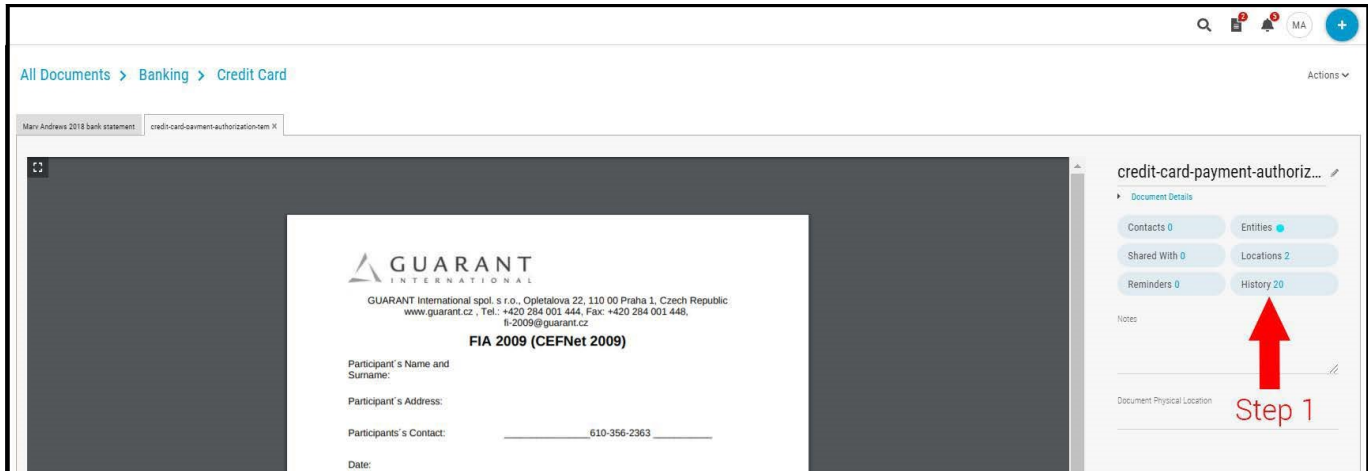 2
5
MA
+
All Documents > Banking > Credit Card
Actions
Mary Andrews 2018 bank statement
credit-card-payment-authorization-tem X
credit-card-payment-authoriz...
Document Details
Contacts 0
Entities
Shared With 0
Locations 2
Reminders 0
History 20
Notes
Document Physical Location
Step 1
GUARANT
INTERNATIONAL
GUARANT International spol. s r.o., Opletalova 22, 110 00 Praha 1, Czech Republic
www.guarant.cz , Tel.: +420 284 001 444, Fax: +420 284 001 448,
fi-2009@guarant.cz
FIA 2009 (CEFNet 2009)
Participant´s Name and
Surname:
Participant´s Address:
Participants´s Contact: _________________610-356-2363 ____________
Date: